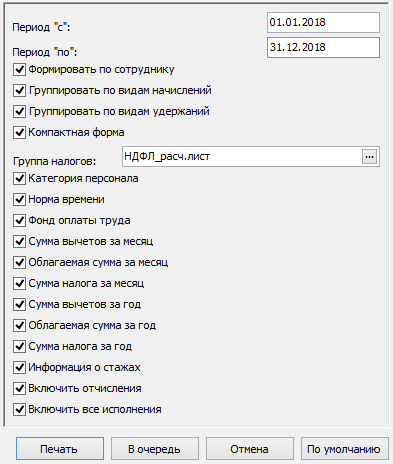 Период "с": 01.01.2018
Период "по": 31.12.2018
Формировать по сотруднику
Группировать по видам начислений
Группировать по видам удержаний
Компактная форма
Группа налогов: НДФЛ_расч.лист ...
Категория персонала
Норма времени
Фонд оплаты труда
Сумма вычетов за месяц
Облагаемая сумма за месяц
Сумма налога за месяц
Сумма вычетов за год
Облагаемая сумма за год
Сумма налога за год
Информация о стажах
Включить отчисления
Включить все исполнения
Печать В очередь Отмена По умолчанию